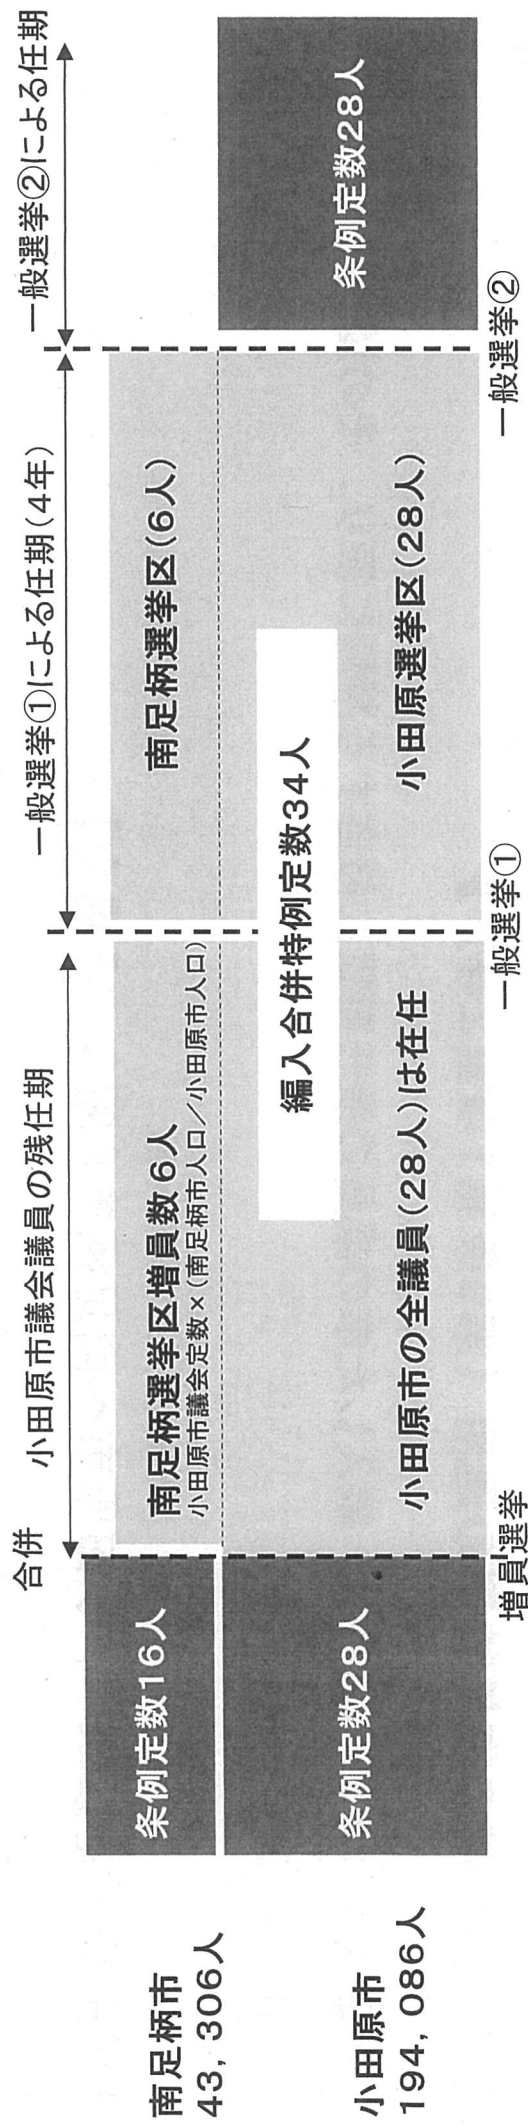 合併
小田原市議会議員の残任期
一般選挙①による任期(4年)
一般選挙②による任期
南足柄市
43,306人
条例定数16人
南足柄選挙区増員数6人
小田原市議会定数×(南足柄市人口/小田原市人口)
南足柄選挙区(6人)
編入合併特例定数34人
小田原市
194,086人
条例定数28人
小田原市の全議員(28人)は在任
小田原選挙区(28人)
条例定数28人
増員選挙
一般選挙①
一般選挙②